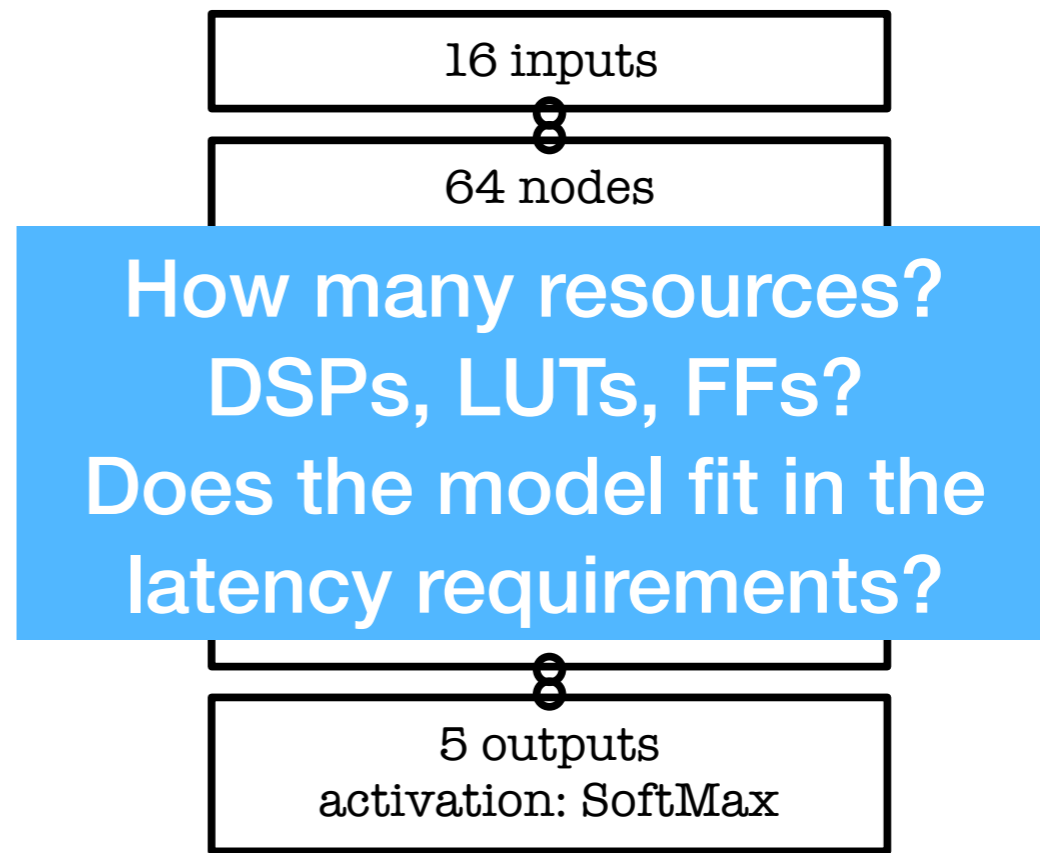 16 inputs
64 nodes
How many resources?
DSPs, LUTs, FFs?
Does the model fit in the
latency requirements?
5 outputs
activation: SoftMax